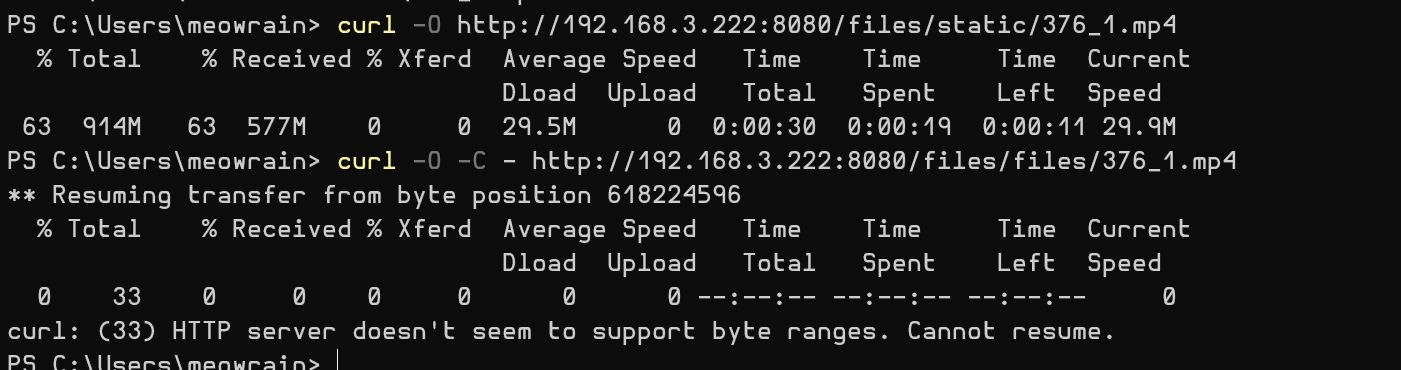 PS C:\Users\meowrain> curl -O http://192.168.3.222:8080/files/static/376_1.mp4
% Total % Received % Xferd Average Speed Time Time Time Current
Dload Upload Total Spent Left Speed
63 914M 63 577M 0 0 29.5M 0 0:00:30 0:00:19 0:00:11 29.9M
PS C:\Users\meowrain> curl -O -C - http://192.168.3.222:8080/files/files/376_1.mp4
** Resuming transfer from byte position 618224596
% Total % Received % Xferd Average Speed Time Time Time Current
Dload Upload Total Spent Left Speed
0 33 0 0 0 0 0 0 --:--:-- --:--:-- --:--:-- 0
curl: (33) HTTP server doesn't seem to support byte ranges. Cannot resume.
PS C:\Users\meowrain>